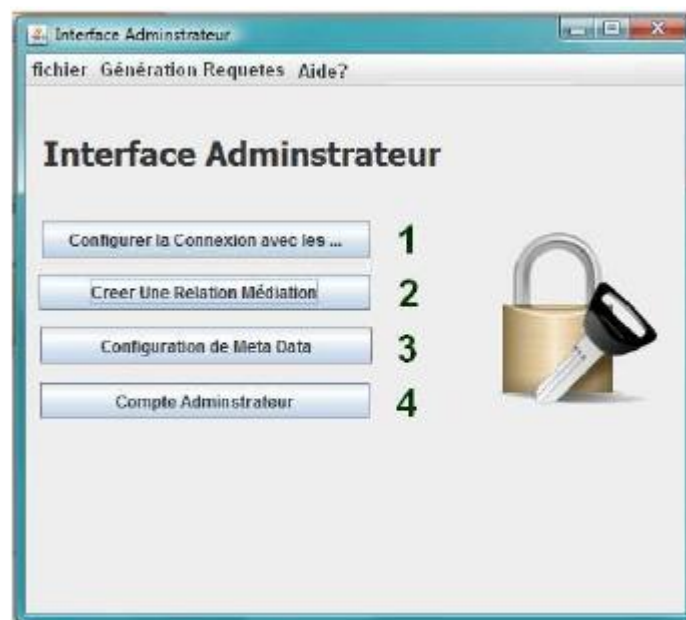 Interface Adminstrateur
fichier Génération Requetes Aide?
Interface Adminstrateur
Configurer la Connexion avec les ... 1
Creer Une Relation Médiation 2
Configuration de Meta Data 3
Compte Adminstrateur 4